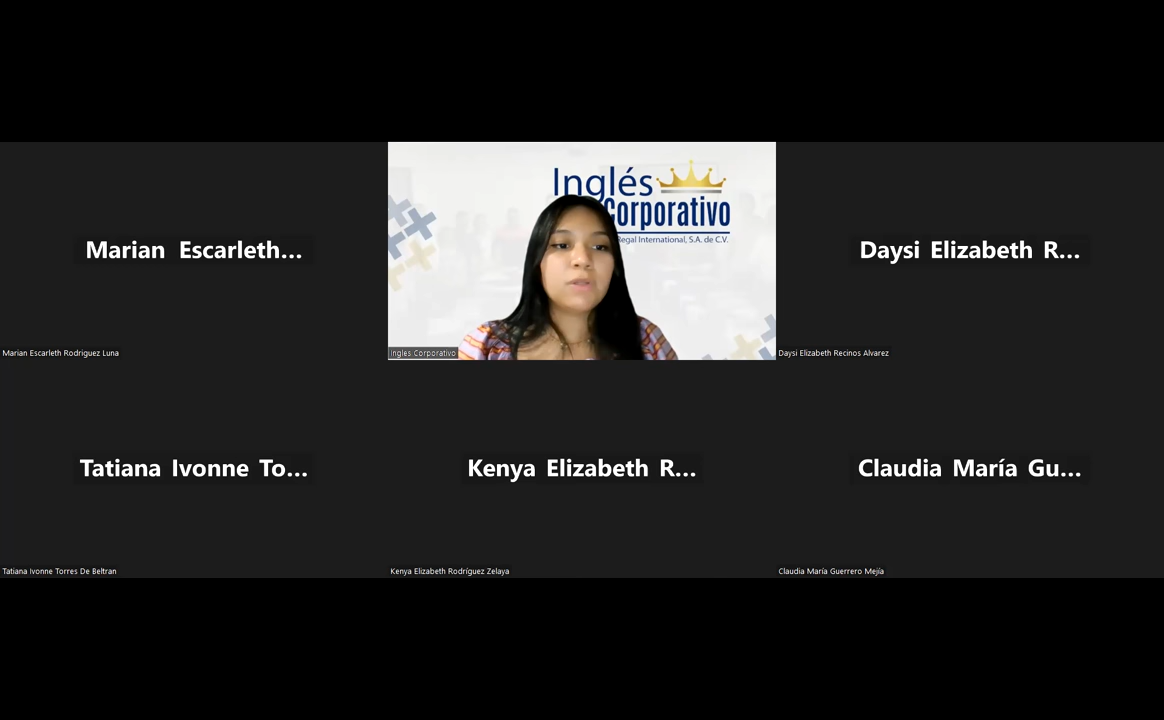 Marian Escarleth...
Marian Escarleth Rodriguez Luna
Inglés
Corporativo
Regal International, S.A. de C.V.
Ingles Corporativo
Daysi Elizabeth R...
Daysi Elizabeth Recinos Alvarez
Tatiana Ivonne To...
Tatiana Ivonne Torres De Beltran
Kenya Elizabeth R...
Kenya Elizabeth Rodríguez Zelaya
Claudia María Gu...
Claudia María Guerrero Mejía